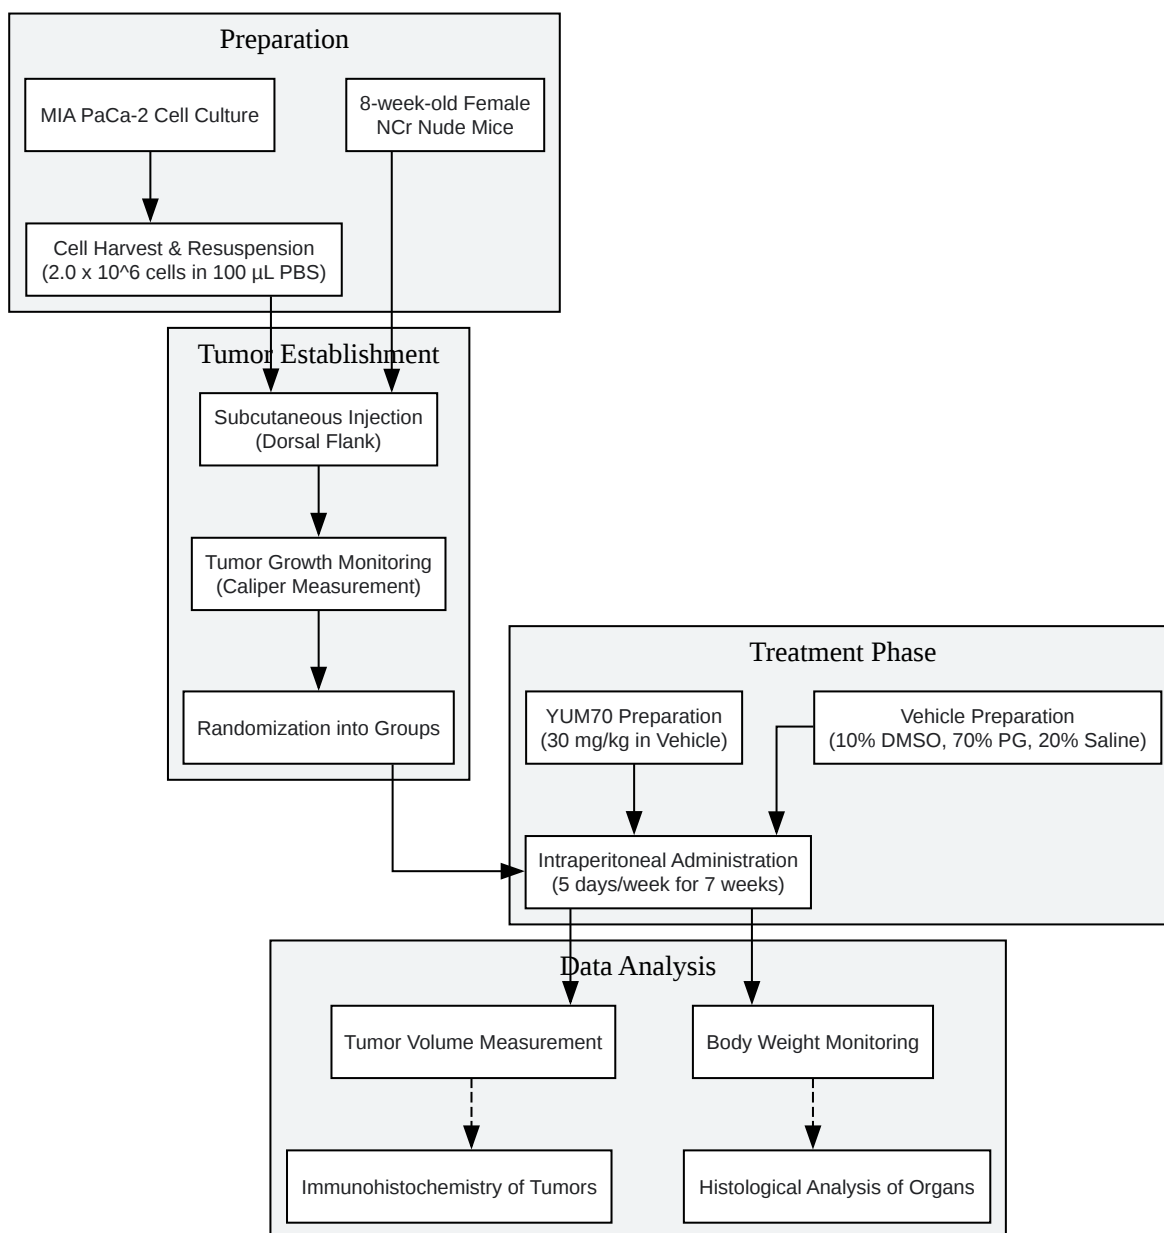 Preparation
MIA PaCa-2 Cell Culture
8-week-old Female
NCr Nude Mice
Cell Harvest & Resuspension
(2.0 x 10^6 cells in 100 µL PBS)
Tumor Establishment
Subcutaneous Injection
(Dorsal Flank)
Tumor Growth Monitoring
(Caliper Measurement)
Randomization into Groups
Treatment Phase
YUM70 Preparation
(30 mg/kg in Vehicle)
Vehicle Preparation
(10% DMSO, 70% PG, 20% Saline)
Intraperitoneal Administration
(5 days/week for 7 weeks)
Data Analysis
Tumor Volume Measurement
Body Weight Monitoring
Immunohistochemistry of Tumors
Histological Analysis of Organs